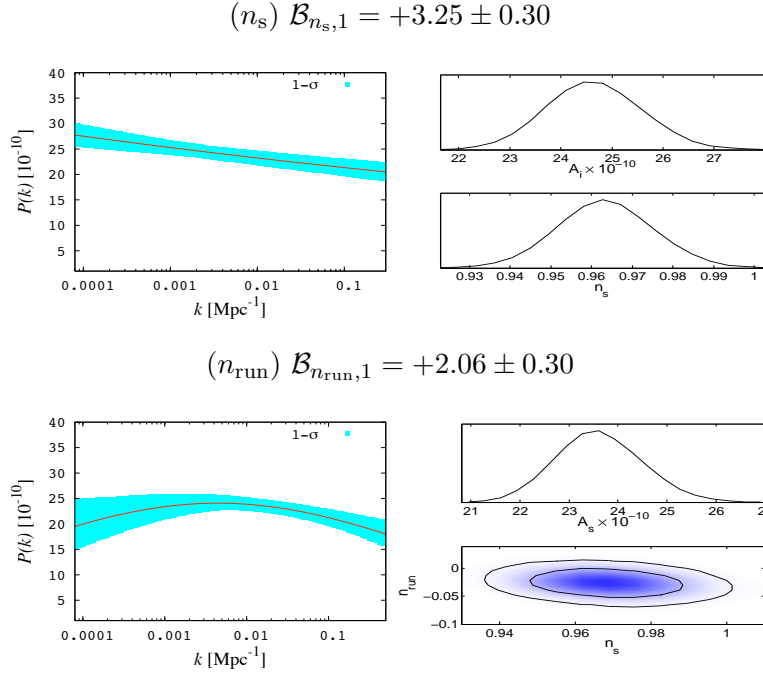 (n_s) B_{n_s,1} = +3.25 ± 0.30
40
35
30
25
20
15
10
5
P(k) [10^{-10}]
1-σ
0.0001 0.001 0.01 0.1
k [Mpc^{-1}]
22 23 24 25 26 27
A_i × 10^{-10}
0.93 0.94 0.95 0.96 0.97 0.98 0.99 1
n_s
(n_run) B_{n_run,1} = +2.06 ± 0.30
40
35
30
25
20
15
10
5
P(k) [10^{-10}]
1-σ
0.0001 0.001 0.01 0.1
k [Mpc^{-1}]
21 22 23 24 25 26 2
A_s × 10^{-10}
0
−0.05
−0.1
n_run
0.94 0.96 0.98 1
n_s